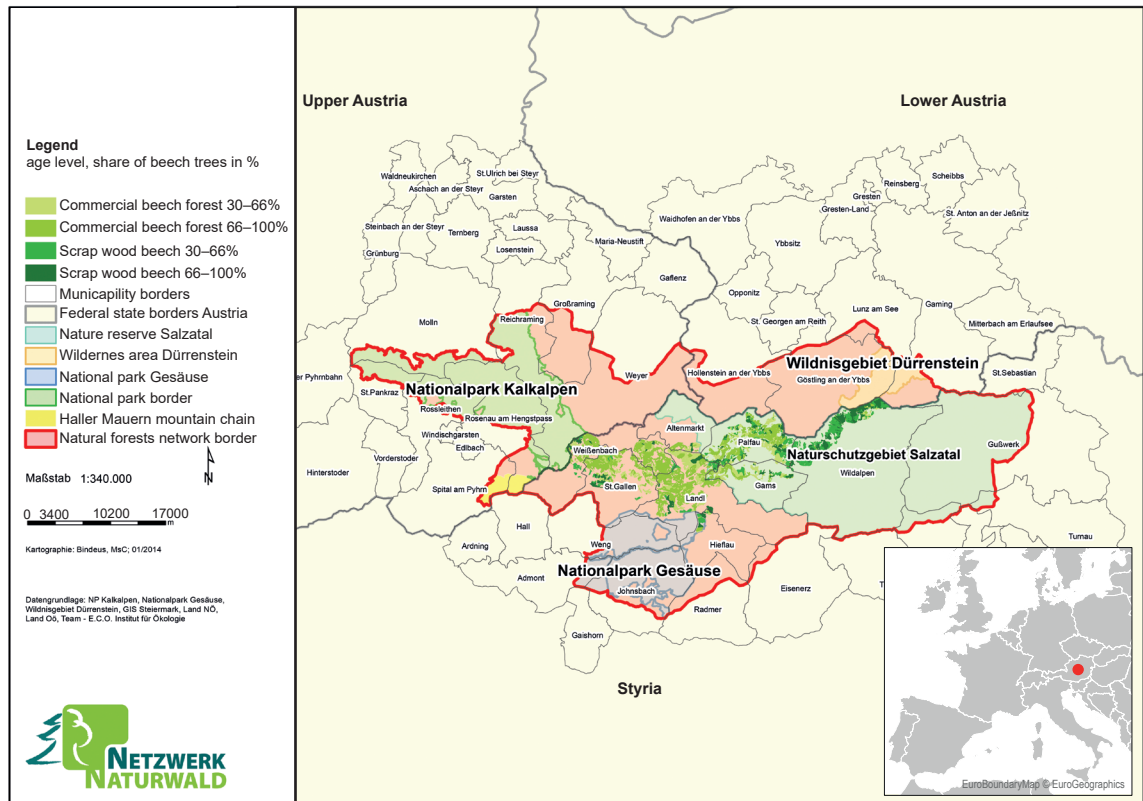 Legend
age level, share of beech trees in %
Commercial beech forest 30–66%
Commercial beech forest 66–100%
Scrap wood beech 30–66%
Scrap wood beech 66–100%
Municapility borders
Federal state borders Austria
Nature reserve Salzatal
Wildernes area Dürrenstein
National park Gesäuse
National park border
Haller Mauern mountain chain
Natural forests network border
Maßstab 1:340.000
N
0 3400 10200 17000
m
Kartographie: Bindeus, MsC; 01/2014
Datengrundlage: NP Kalkalpen, Nationalpark Gesäuse,
Wildnisgebiet Dürrenstein, GIS Steiermark, Land NÖ,
Land Oö, Team - E.C.O. Institut für Ökologie
NETZWERK
NATURWALD
Upper Austria
Lower Austria
Waldneukirchen
St.Ulrich bei Steyr
Aschach an der Steyr
Garsten
Steinbach an der Steyr
Ternberg
Laussa
Losenstein
Grünburg
Maria-Neustift
Gaflenz
Waidhofen an der Ybbs
Ybbsitz
Opponitz
Scheibbs
Reinsberg
Gresten
Gresten-Land
St. Anton an der Jeßnitz
Großraming
Reichraming
Molln
St. Georgen am Reith
Lunz am See
Gaming
Mitterbach am Erlaufsee
St.Sebastian
er Pyhrnbahn
St.Pankraz
Nationalpark Kalkalpen
Weyer
Hollenstein an der Ybbs
Wildnisgebiet Dürrenstein
Göstling an der Ybbs
Rossleithen
Rosenau am Hengstpass
Windischgarsten
Edlbach
Altenmarkt
Palfau
Weißenbach
Naturschutzgebiet Salzatal
Gußwerk
Hinterstoder
Vorderstoder
Spital am Pyhrn
St.Gallen
Landl
Gams
Wildalpen
Hall
Ardning
Weng
Hieflau
Nationalpark Gesäuse
Admont
Johnsbach
Eisenerz
Radmer
Gaishorn
Turnau
T
Styria
EuroBoundaryMap © EuroGeographics